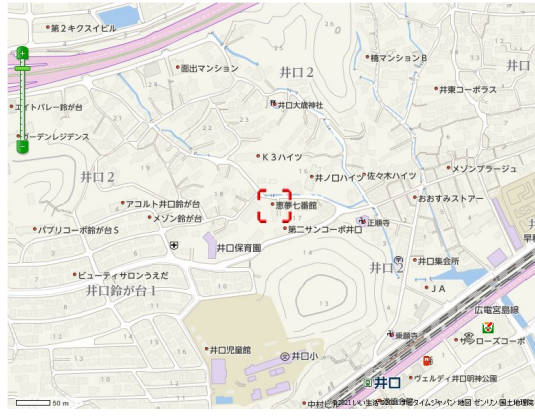 第2キクスイビル
面出マンション
井口2
橋マンションB
井口
エイトバレー鈴が台
井口大歳神社
井東コーポラス
ガーデンレジデンス
K3ハイツ
井ノ口ハイツ
佐々木ハイツ
メゾンプラージュ
井口2
アコルト井口鈴が台
恵夢七番館
おおすみストアー
メゾン鈴が台
正順寺
パブリコーポ鈴が台S
第二サンコーポ井口
井口保育園
井口集会所
ビューティサロンうえだ
井口2
井口鈴が台1
JA
広電宮島線
乗願寺
サンローズコーポ
井口児童館
井口小
井口
ヴェルディ井口明神公園
50 m